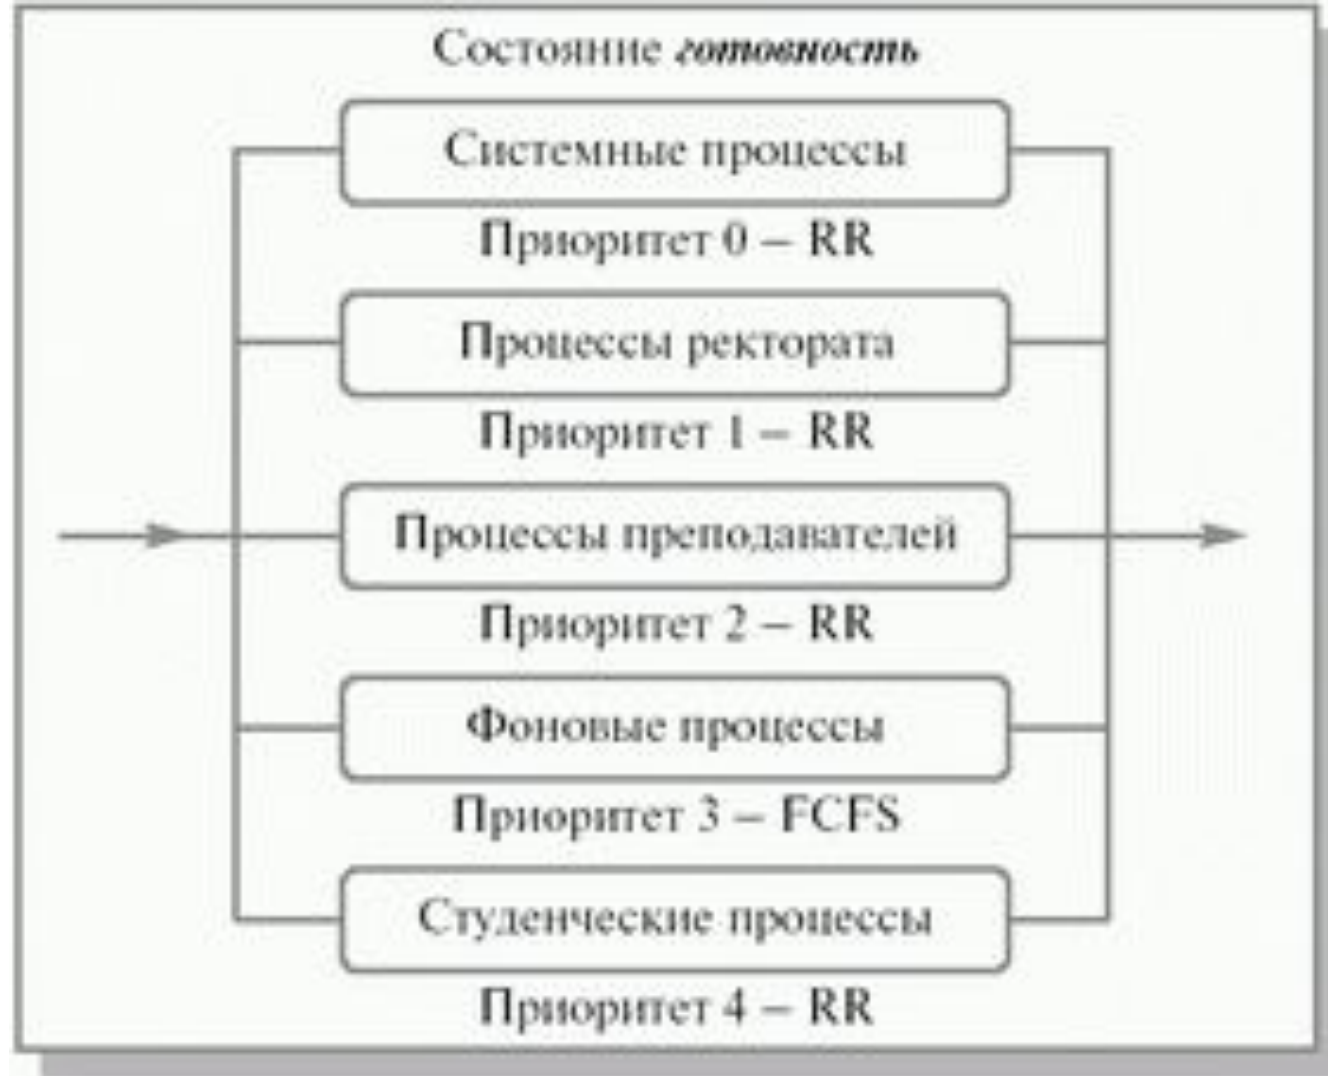 Состояние готовность
Системные процессы
Приоритет 0 – RR
Процессы ректората
Приоритет 1 – RR
Процессы преподавателей
Приоритет 2 – RR
Фоновые процессы
Приоритет 3 – FCFS
Студенческие процессы
Приоритет 4 – RR